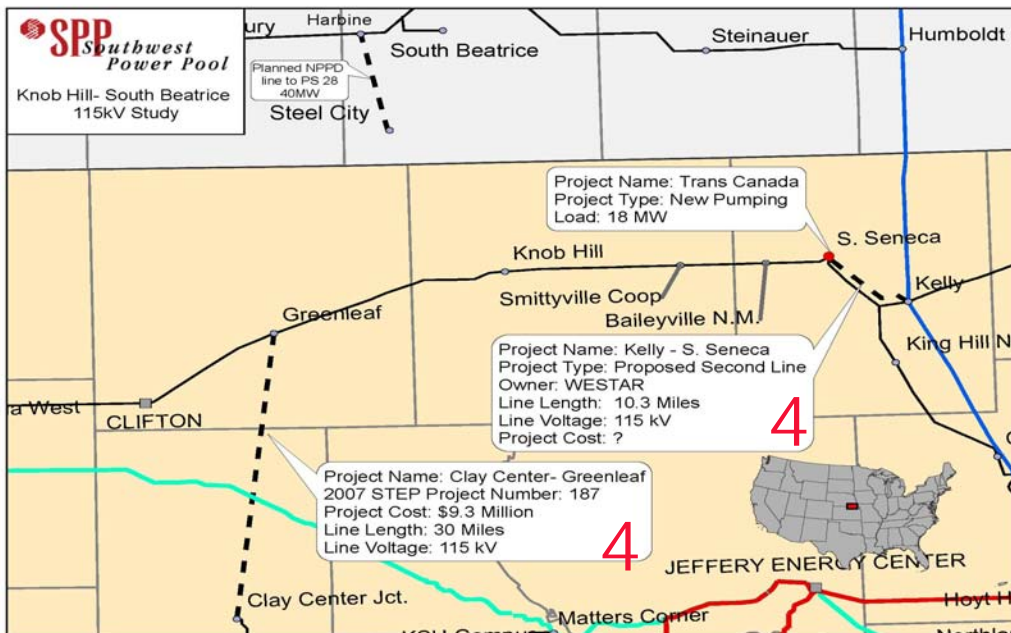 SPP
Southwest
Power Pool
Knob Hill- South Beatrice
115kV Study
Harbine
ury
South Beatrice
Steinauer
Humboldt
Planned NPPD
line to PS 28
40MW
Steel City
Project Name: Trans Canada
Project Type: New Pumping
Load: 18 MW
S. Seneca
Knob Hill
Kelly
Smittyville Coop
Greenleaf
Baileyville N.M.
King Hill N
Project Name: Kelly - S. Seneca
Project Type: Proposed Second Line
Owner: WESTAR
Line Length: 10.3 Miles
Line Voltage: 115 kV
Project Cost: ?
4
a West
CLIFTON
Project Name: Clay Center- Greenleaf
2007 STEP Project Number: 187
Project Cost: $9.3 Million
Line Length: 30 Miles
Line Voltage: 115 kV
4
JEFFERY ENERGY CENTER
Clay Center Jct.
Matters Corner
Hoyt H